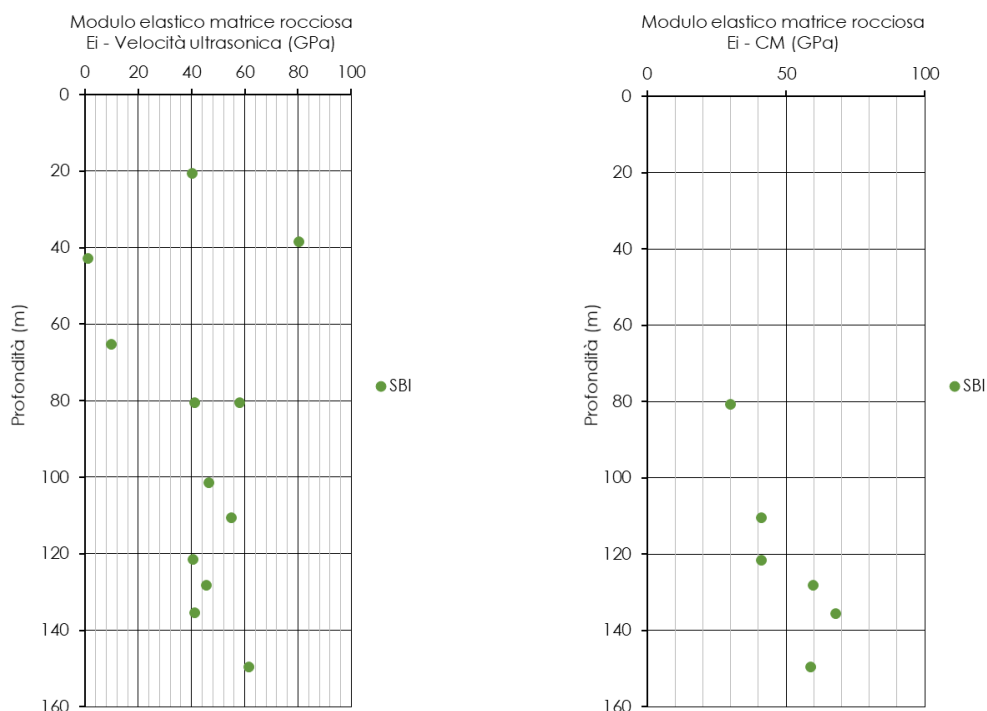 Modulo elastico matrice rocciosa
Ei - Velocità ultrasonica (GPa)
0 20 40 60 80 100
0
20
40
60
80
100
120
140
160
Profondità (m)
SBI
Modulo elastico matrice rocciosa
Ei - CM (GPa)
0 50 100
0
20
40
60
80
100
120
140
160
Profondità (m)
SBI